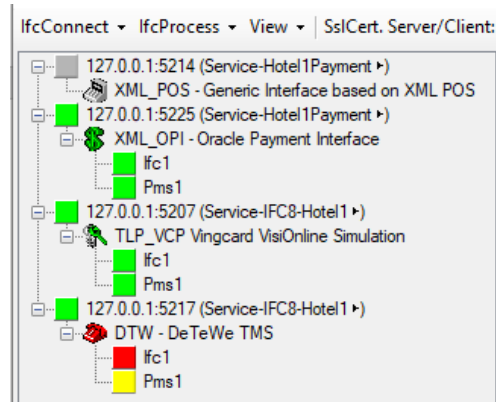 IfcConnect ▾ IfcProcess ▾ View ▾ SslCert. Server/Client:
127.0.0.1:5214 (Service-Hotel1Payment ▸)
XML_POS - Generic Interface based on XML POS
127.0.0.1:5225 (Service-Hotel1Payment ▸)
XML_OPI - Oracle Payment Interface
Ifc1
Pms1
127.0.0.1:5207 (Service-IFC8-Hotel1 ▸)
TLP_VCP Vingcard VisiOnline Simulation
Ifc1
Pms1
127.0.0.1:5217 (Service-IFC8-Hotel1 ▸)
DTW - DeTeWe TMS
Ifc1
Pms1